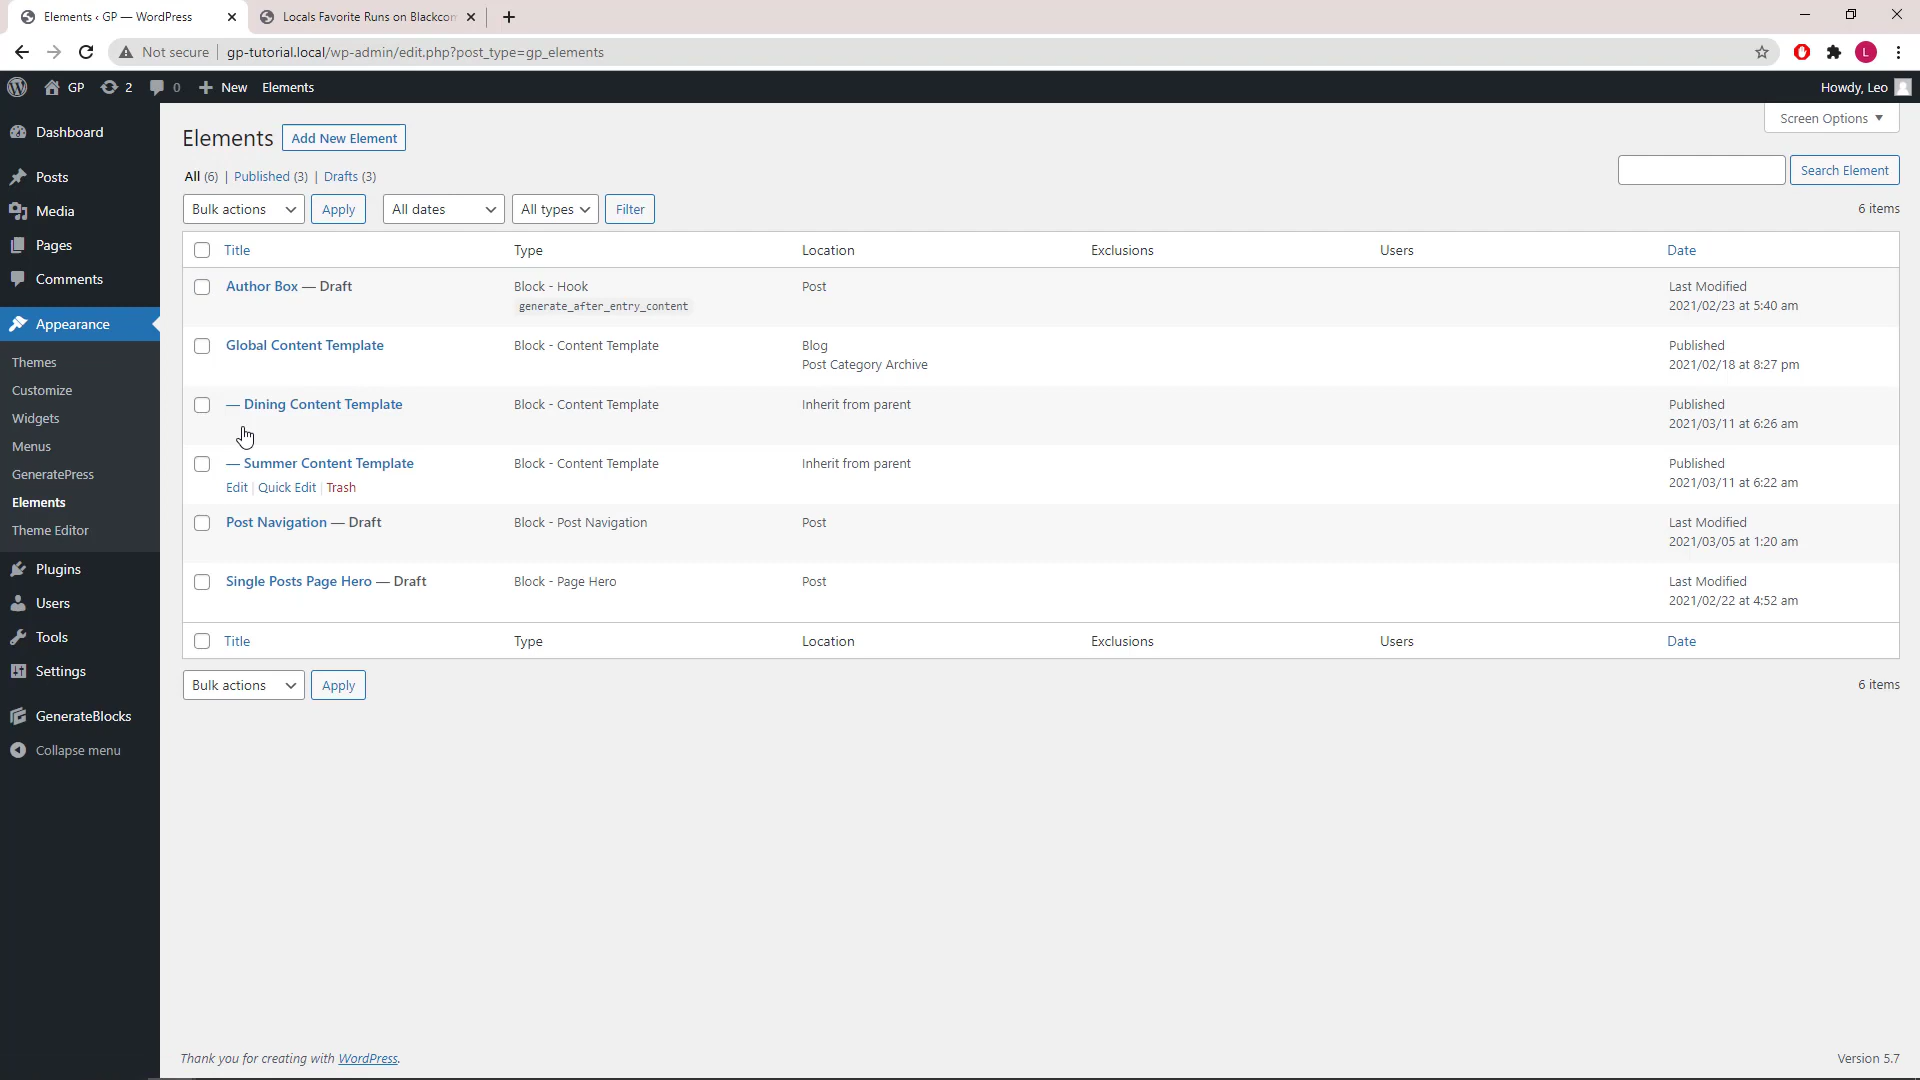 Elements ‹ GP — WordPress
Locals Favorite Runs on Blackcom
Not secure
gp-tutorial.local/wp-admin/edit.php?post_type=gp_elements
L
GP
2
0
New
Elements
Howdy, Leo
Dashboard
Posts
Media
Pages
Comments
Appearance
Themes
Customize
Widgets
Menus
GeneratePress
Elements
Theme Editor
Plugins
Users
Tools
Settings
GenerateBlocks
Collapse menu
Screen Options
Elements
Add New Element
All (6) | Published (3) | Drafts (3)
Search Element
Bulk actions
Apply
All dates
All types
Filter
6 items
Title
Type
Location
Exclusions
Users
Date
Author Box — Draft
Block - Hook
generate_after_entry_content
Post
Last Modified
2021/02/23 at 5:40 am
Global Content Template
Block - Content Template
Blog
Post Category Archive
Published
2021/02/18 at 8:27 pm
— Dining Content Template
Block - Content Template
Inherit from parent
Published
2021/03/11 at 6:26 am
— Summer Content Template
Edit | Quick Edit | Trash
Block - Content Template
Inherit from parent
Published
2021/03/11 at 6:22 am
Post Navigation — Draft
Block - Post Navigation
Post
Last Modified
2021/03/05 at 1:20 am
Single Posts Page Hero — Draft
Block - Page Hero
Post
Last Modified
2021/02/22 at 4:52 am
Title
Type
Location
Exclusions
Users
Date
Bulk actions
Apply
6 items
Thank you for creating with WordPress.
Version 5.7